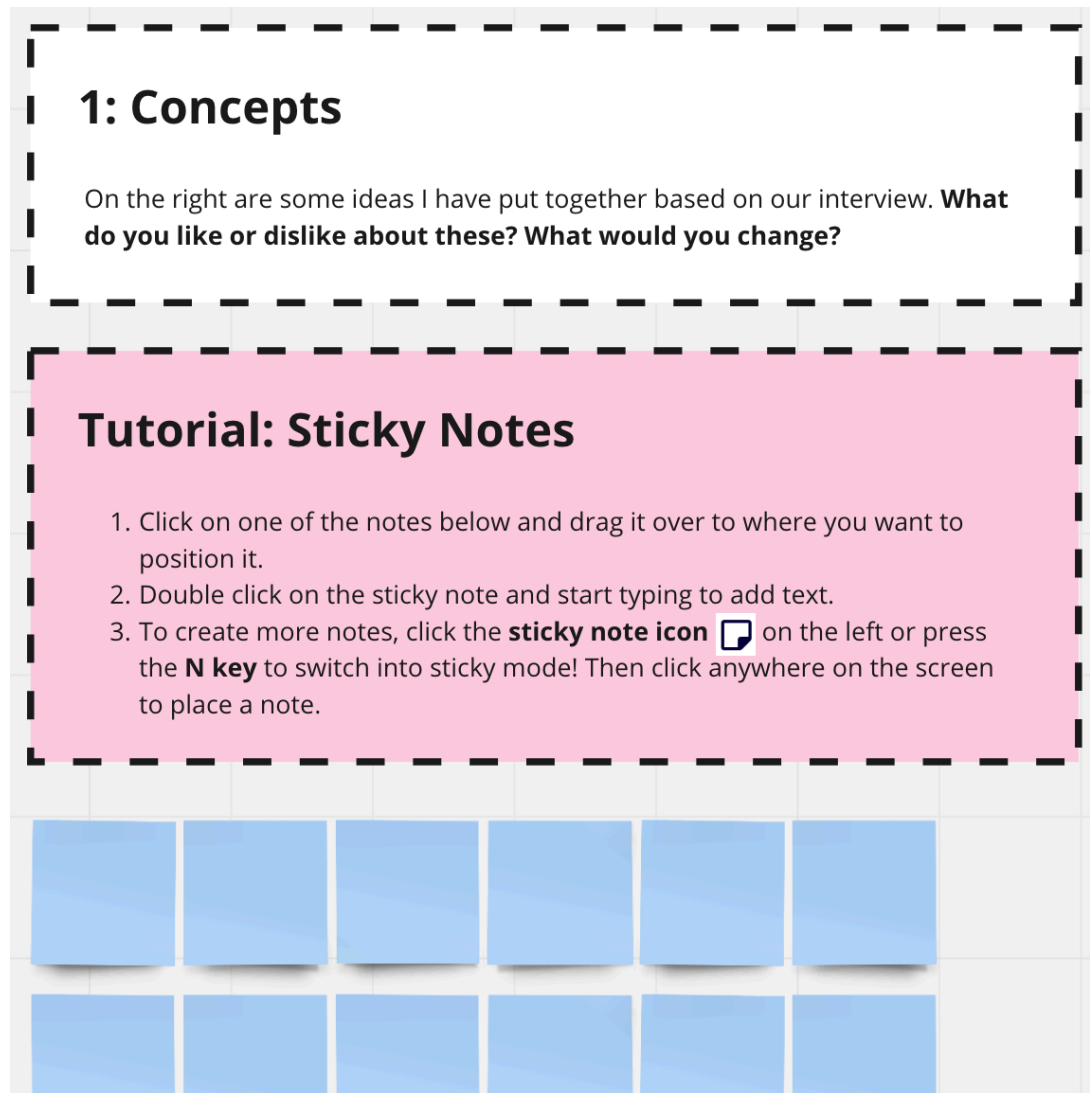 1: Concepts
On the right are some ideas I have put together based on our interview. What
do you like or dislike about these? What would you change?
Tutorial: Sticky Notes
1. Click on one of the notes below and drag it over to where you want to
position it.
2. Double click on the sticky note and start typing to add text.
3. To create more notes, click the sticky note icon on the left or press
the N key to switch into sticky mode! Then click anywhere on the screen
to place a note.